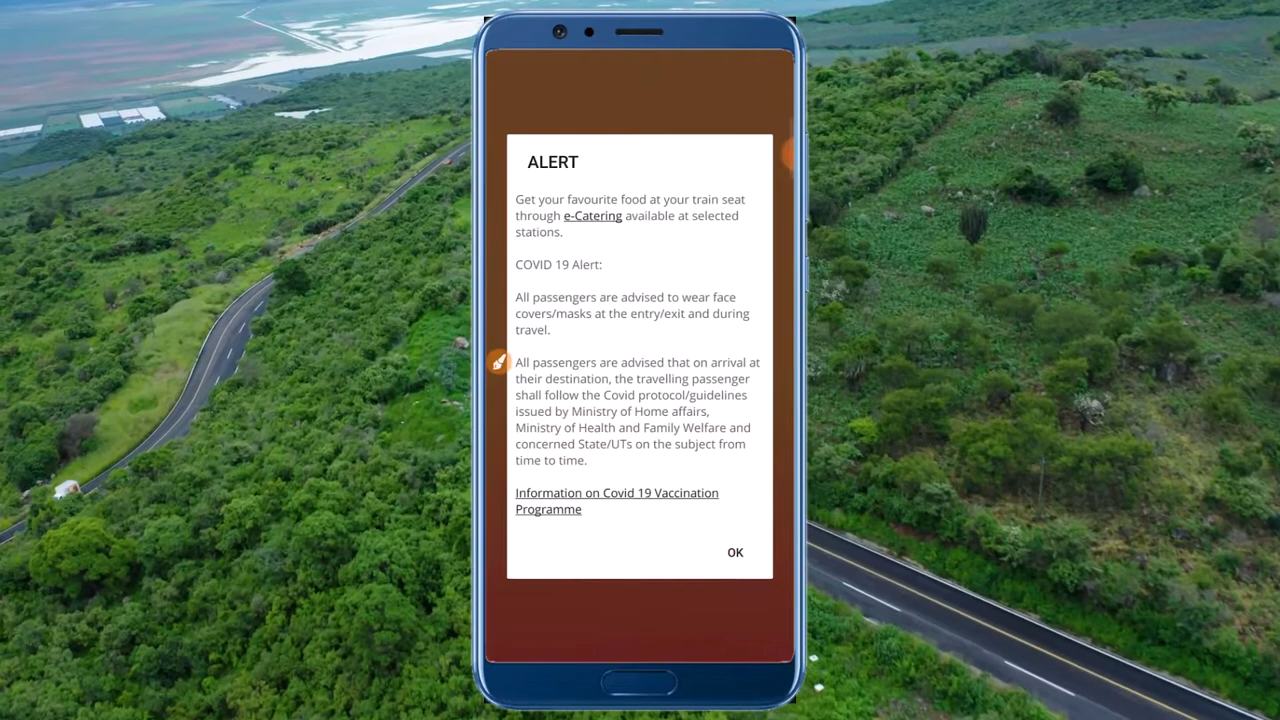 ALERT
Get your favourite food at your train seat
through e-Catering available at selected
stations.
COVID 19 Alert:
All passengers are advised to wear face
covers/masks at the entry/exit and during
travel.
All passengers are advised that on arrival at
their destination, the travelling passenger
shall follow the Covid protocol/guidelines
issued by Ministry of Home affairs,
Ministry of Health and Family Welfare and
concerned State/UTs on the subject from
time to time.
Information on Covid 19 Vaccination
Programme
OK